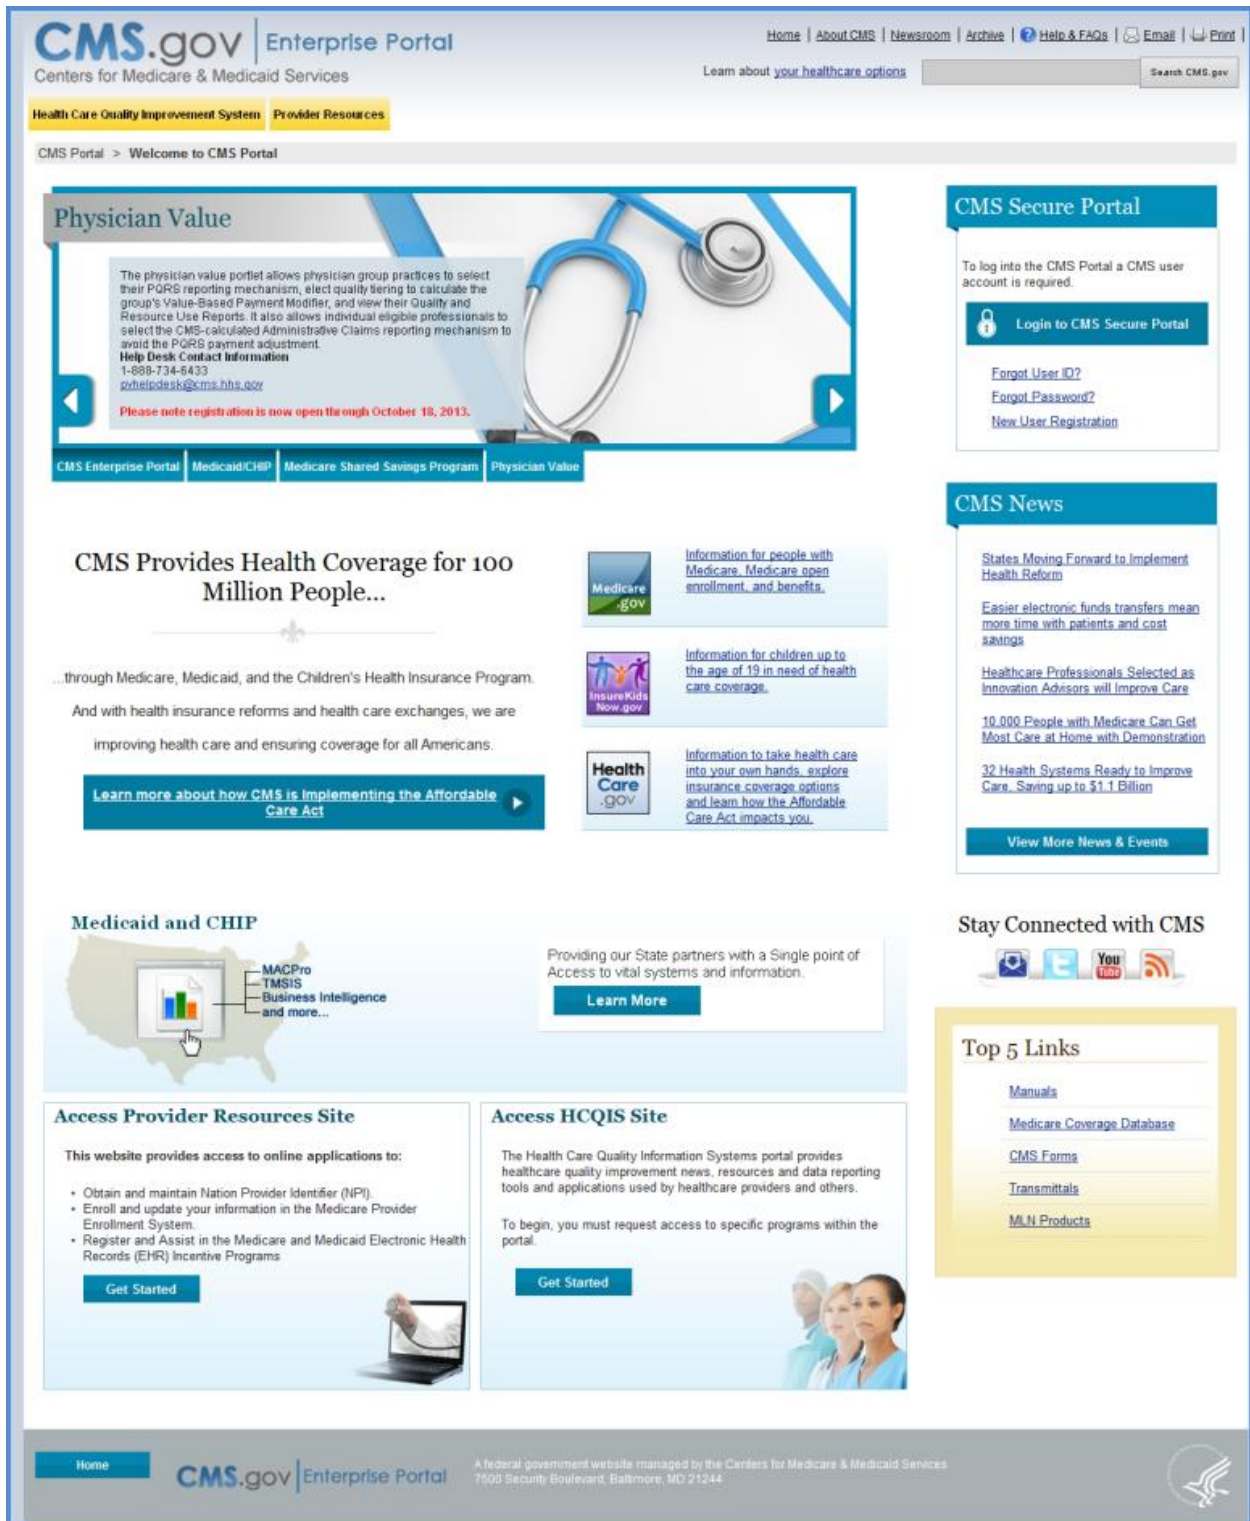 CMS.gov Enterprise Portal
Centers for Medicare & Medicaid Services
Home | About CMS | Newsroom | Archive | Help & FAQs | Email | Print |
Learn about your healthcare options
Search CMS.gov
Health Care Quality Improvement System
Provider Resources
CMS Portal > Welcome to CMS Portal
Physician Value
The physician value portlet allows physician group practices to select
their PQRS reporting mechanism, elect quality tiering to calculate the
group's Value-Based Payment Modifier, and view their Quality and
Resource Use Reports. It also allows individual eligible professionals to
select the CMS-calculated Administrative Claims reporting mechanism to
avoid the PQRS payment adjustment.
Help Desk Contact Information
1-888-734-6433
pvhelpdesk@cms.hhs.gov
Please note registration is now open through October 18, 2013.
CMS Enterprise Portal
Medicaid/CHIP
Medicare Shared Savings Program
Physician Value
CMS Secure Portal
To log into the CMS Portal a CMS user
account is required.
Login to CMS Secure Portal
Forgot User ID?
Forgot Password?
New User Registration
CMS Provides Health Coverage for 100
Million People...
...through Medicare, Medicaid, and the Children's Health Insurance Program.
And with health insurance reforms and health care exchanges, we are
improving health care and ensuring coverage for all Americans.
Learn more about how CMS is Implementing the Affordable
Care Act
Medicare
.gov
Information for people with
Medicare, Medicare open
enrollment, and benefits.
InsureKids
Now.gov
Information for children up to
the age of 19 in need of health
care coverage.
Health
Care
.gov
Information to take health care
into your own hands, explore
insurance coverage options
and learn how the Affordable
Care Act impacts you.
CMS News
States Moving Forward to Implement
Health Reform
Easier electronic funds transfers mean
more time with patients and cost
savings
Healthcare Professionals Selected as
Innovation Advisors will Improve Care
10,000 People with Medicare Can Get
Most Care at Home with Demonstration
32 Health Systems Ready to Improve
Care, Saving up to $1.1 Billion
View More News & Events
Medicaid and CHIP
MACPro
TMSIS
Business Intelligence
and more...
Providing our State partners with a Single point of
Access to vital systems and information.
Learn More
Stay Connected with CMS
You
Tube
Top 5 Links
Manuals
Medicare Coverage Database
CMS Forms
Transmittals
MLN Products
Access Provider Resources Site
This website provides access to online applications to:
• Obtain and maintain Nation Provider Identifier (NPI).
• Enroll and update your information in the Medicare Provider
Enrollment System.
• Register and Assist in the Medicare and Medicaid Electronic Health
Records (EHR) Incentive Programs
Get Started
Access HCQIS Site
The Health Care Quality Information Systems portal provides
healthcare quality improvement news, resources and data reporting
tools and applications used by healthcare providers and others.
To begin, you must request access to specific programs within the
portal.
Get Started
Home
CMS.gov Enterprise Portal
A federal government website managed by the Centers for Medicare & Medicaid Services
7500 Security Boulevard, Baltimore, MD 21244